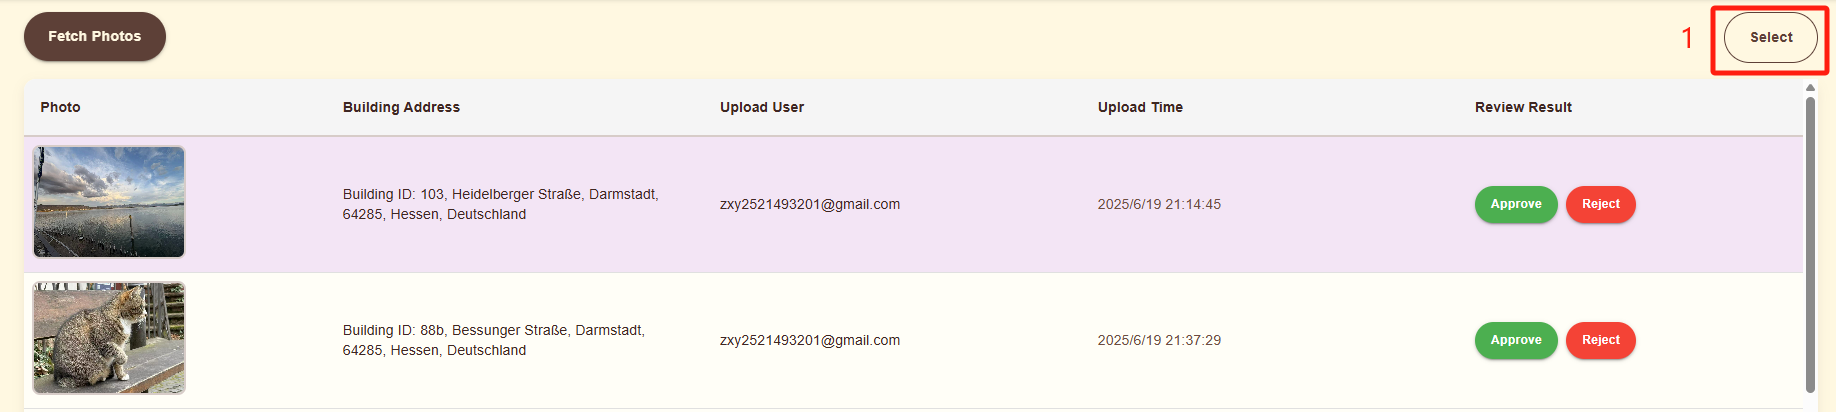 Fetch Photos
1
Select
Photo Building Address Upload User Upload Time Review Result
Building ID: 103, Heidelberger Straße, Darmstadt,
64285, Hessen, Deutschland
zxy2521493201@gmail.com
2025/6/19 21:14:45
Approve Reject
Building ID: 88b, Bessunger Straße, Darmstadt,
64285, Hessen, Deutschland
zxy2521493201@gmail.com
2025/6/19 21:37:29
Approve Reject